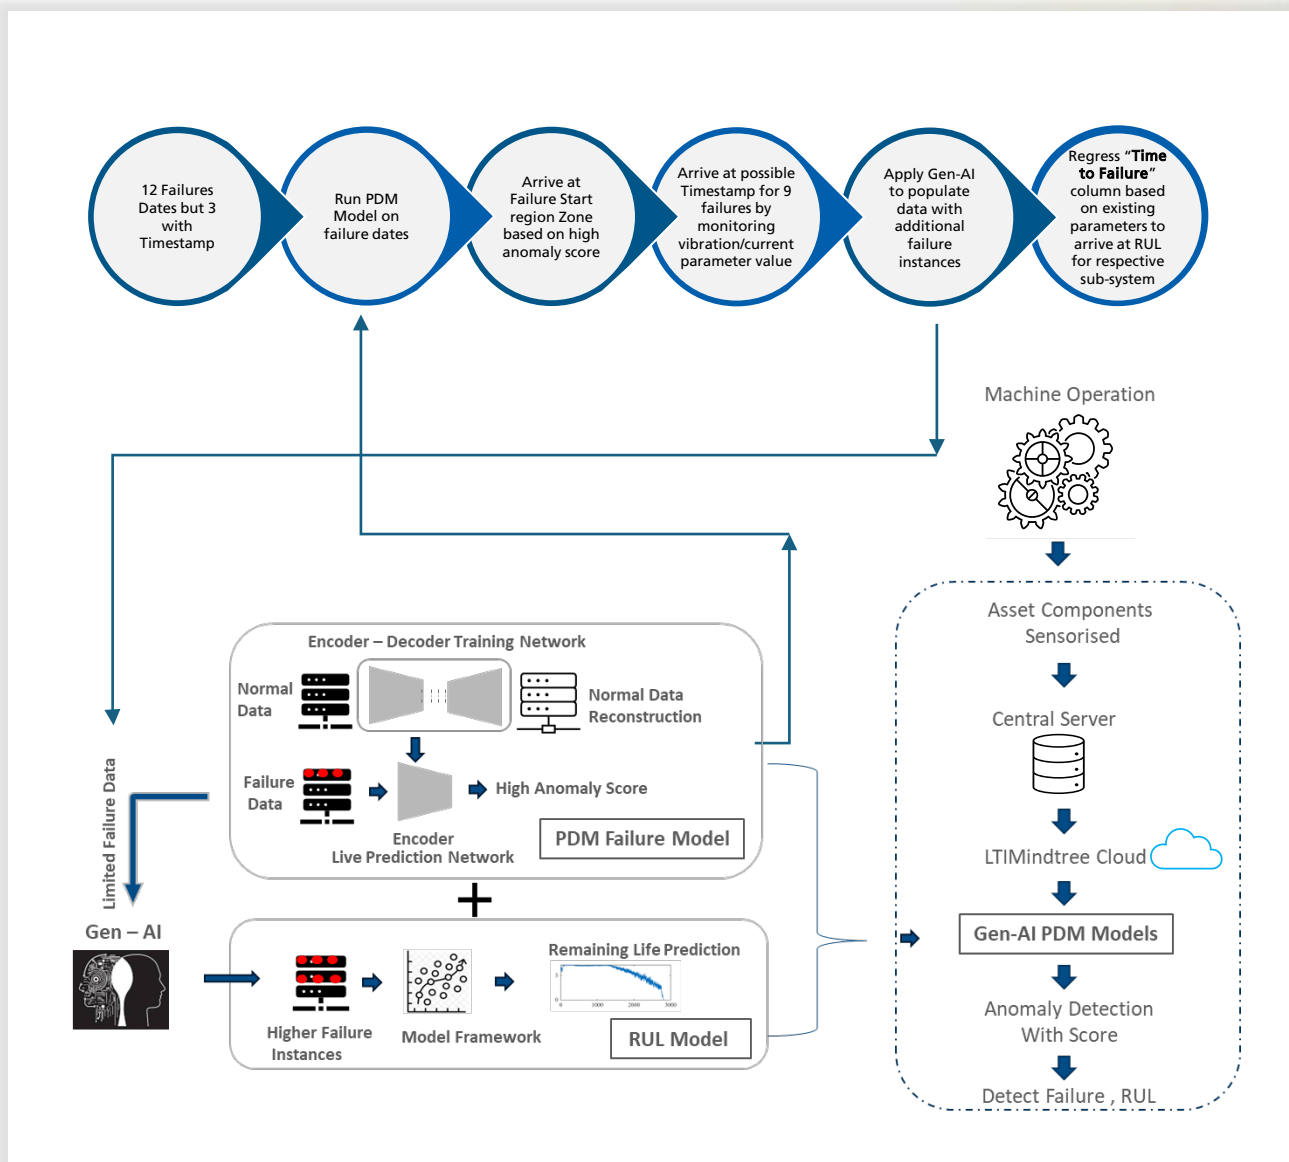 12 Failures
Dates but 3
with
Timestamp
Run PDM
Model on
failure dates
Arrive at
Failure Start
region Zone
based on high
anomaly score
Arrive at possible
Timestamp for 9
failures by
monitoring
vibration/current
parameter value
Apply Gen-AI
to populate
data with
additional
failure
instances
Regress “Time
to Failure”
column based
on existing
parameters to
arrive at RUL
for respective
sub-system
Machine Operation
Asset Components
Sensorised
Central Server
LTIMindtree Cloud
Gen-AI PDM Models
Anomaly Detection
With Score
Detect Failure , RUL
Encoder – Decoder Training Network
Normal
Data
Normal Data
Reconstruction
Failure
Data
High Anomaly Score
Encoder
Live Prediction Network
PDM Failure Model
+
Limited Failure Data
Gen – AI
Remaining Life Prediction
0 1000 2000 3000
Higher Failure
Instances
Model Framework
RUL Model